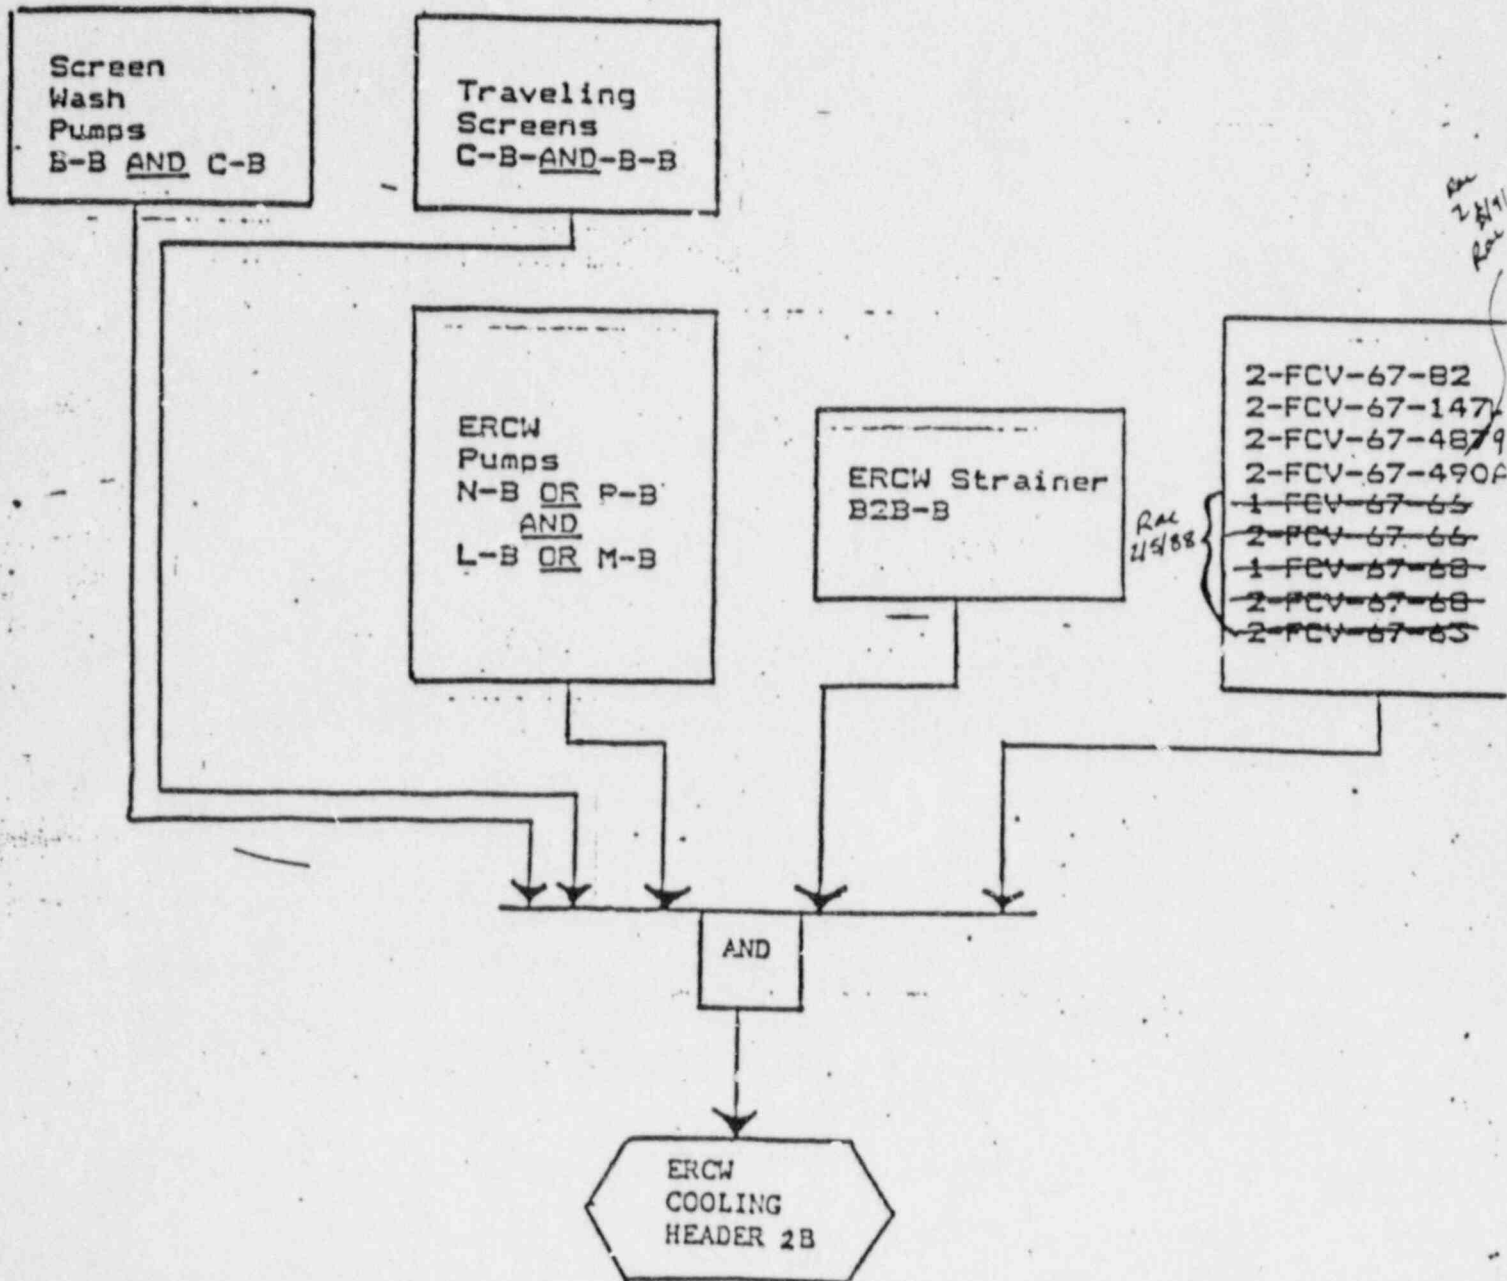 Screen
Wash
Pumps
B-B AND C-B
Traveling
Screens
C-B-AND-B-B
ERCW
Pumps
N-B OR P-B
AND
L-B OR M-B
ERCW Strainer
B2B-B
2-FCV-67-82
2-FCV-67-147
2-FCV-67-487
2-FCV-67-490A
1-FCV-67-66
2-FCV-67-66
1-FCV-67-68
2-FCV-67-68
2-FCV-67-65
AND
ERCW
COOLING
HEADER 2B